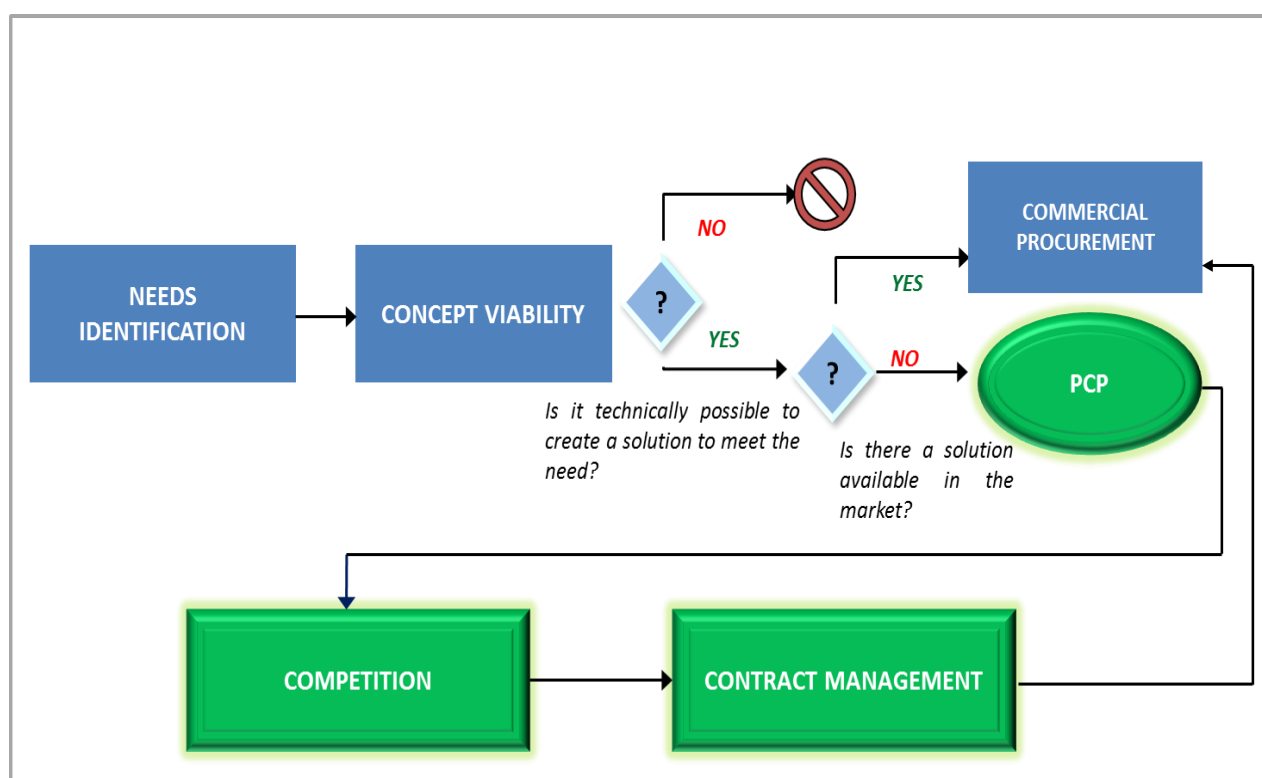 NEEDS
IDENTIFICATION
CONCEPT VIABILITY
?
NO
YES
Is it technically possible to
create a solution to meet the
need?
?
YES
NO
Is there a solution
available in the
market?
COMMERCIAL
PROCUREMENT
PCP
COMPETITION
CONTRACT MANAGEMENT